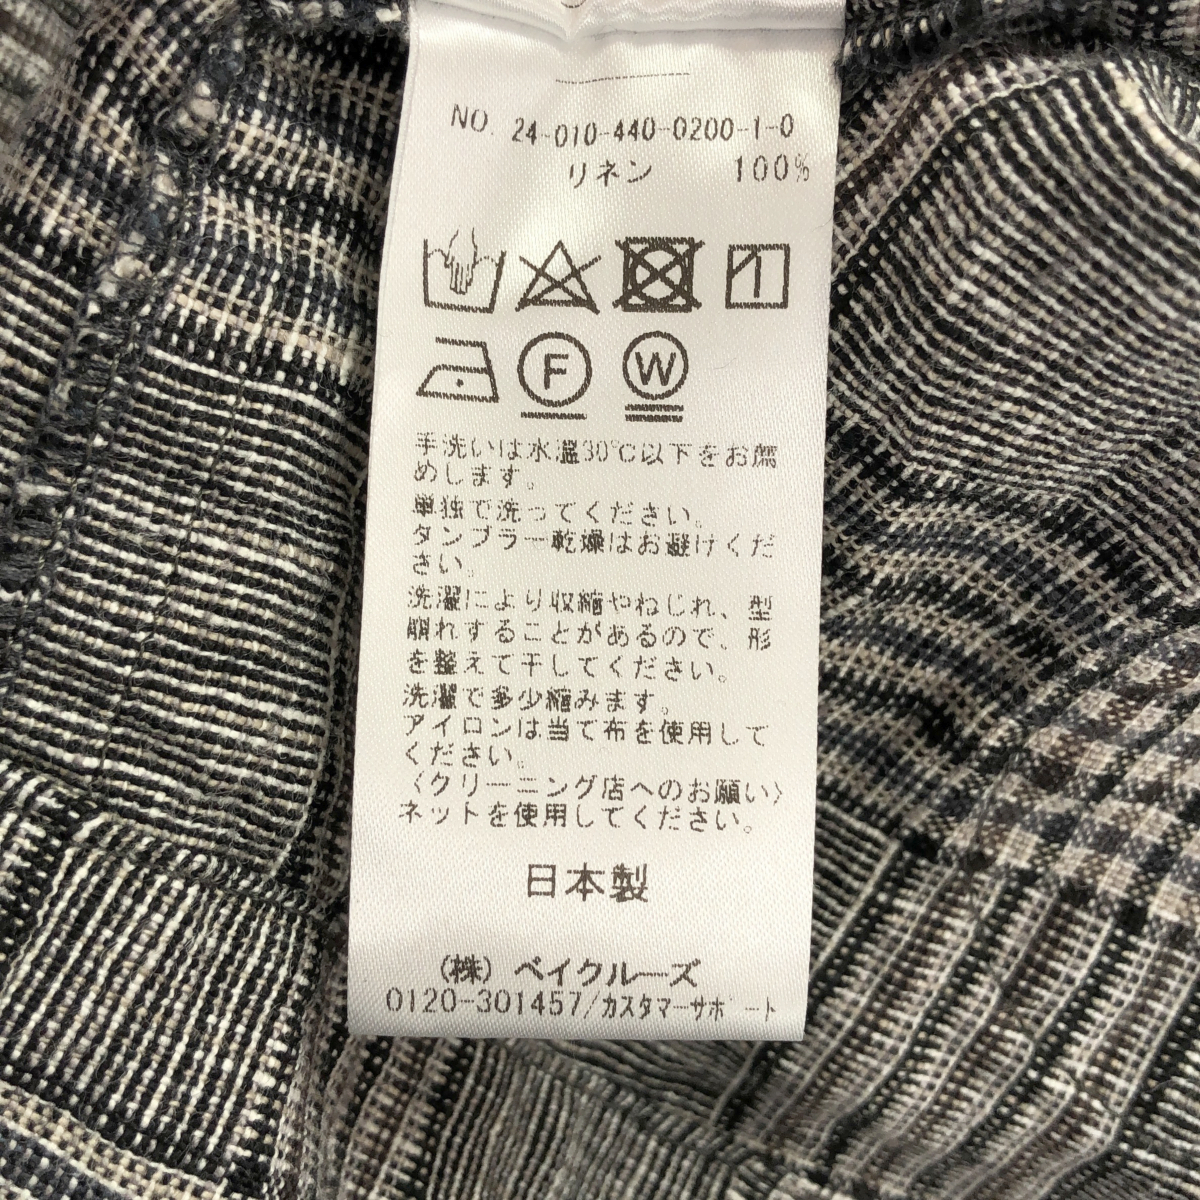 NO. 24-010-440-0200-1-0
リネン 100%
F
W
手洗いは水温30℃以下をお薦
めします。
単独で洗ってください。
タンブラー乾燥はお避けくだ
さい。
洗濯により収縮やねじれ、型
崩れすることがあるので、形
を整えて干してください。
洗濯で多少縮みます。
アイロンは当て布を使用して
ください。
〈クリーニング店へのお願い〉
ネットを使用してください。
日本製
(株) ベイクルーズ
0120-301457/カスタマーサポート